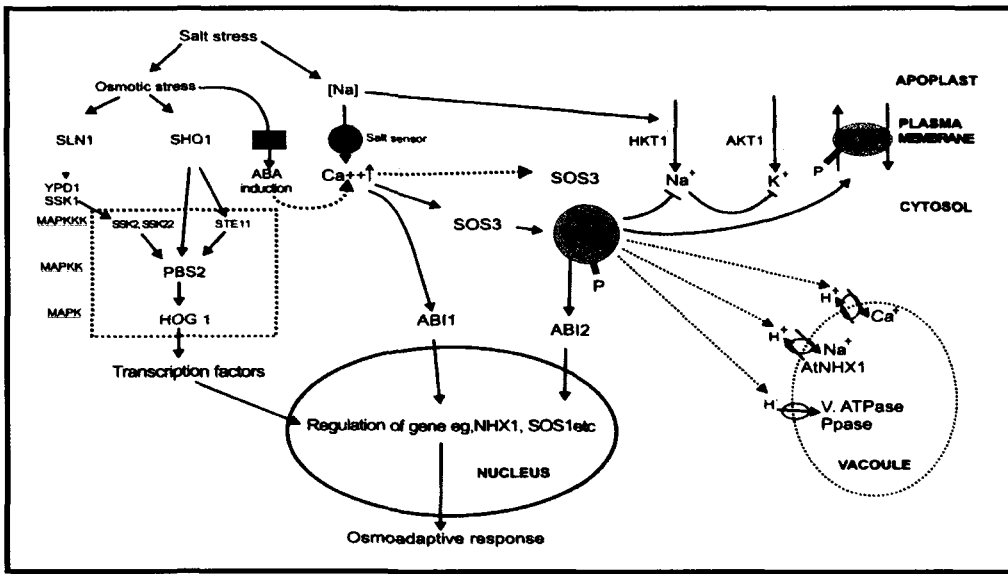 Salt stress
Osmotic stress
[Na]
APOPLAST
SLN1
SHO1
Salt sensor
HKT1
AKT1
PLASMA
MEMBRANE
P
ABA
induction
Ca++↑
SOS3
Na+
K+
CYTOSOL
YPD1
SSK1
MAPKKK
SSK2, SSK22
STE11
SOS3
MAPKK
PBS2
P
MAPK
HOG 1
ABI1
ABI2
H+
Ca+
H+
Na+
AtNHX1
Transcription factors
H
V. ATPase
Ppase
Regulation of gene eg,NHX1, SOS1etc
NUCLEUS
VACOULE
Osmoadaptive response